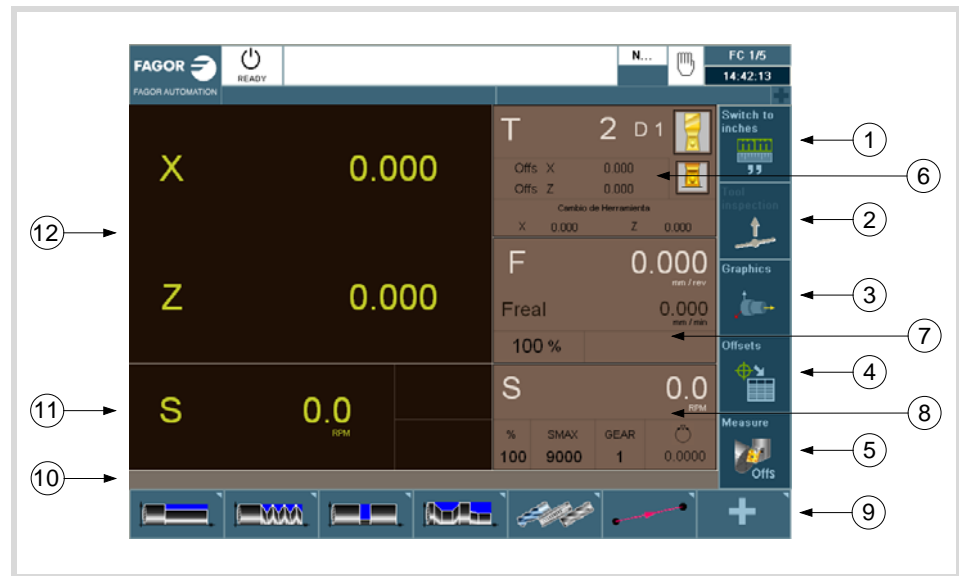 FAGOR
READY
N...
FC 1/5
14:42:13
FAGOR AUTOMATION
X 0.000
Z 0.000
S 0.0
RPM
T 2 D 1
Offs X 0.000
Offs Z 0.000
Cambio de Herramienta
X 0.000 Z 0.000
F 0.000
mm / rev
Freal 0.000
mm / min
100 %
S 0.0
RPM
% SMAX GEAR
100 9000 1 0.0000
Switch to
inches
Tool
inspection
Graphics
Offsets
Measure
Offs
1
2
3
4
5
6
7
8
9
10
11
12